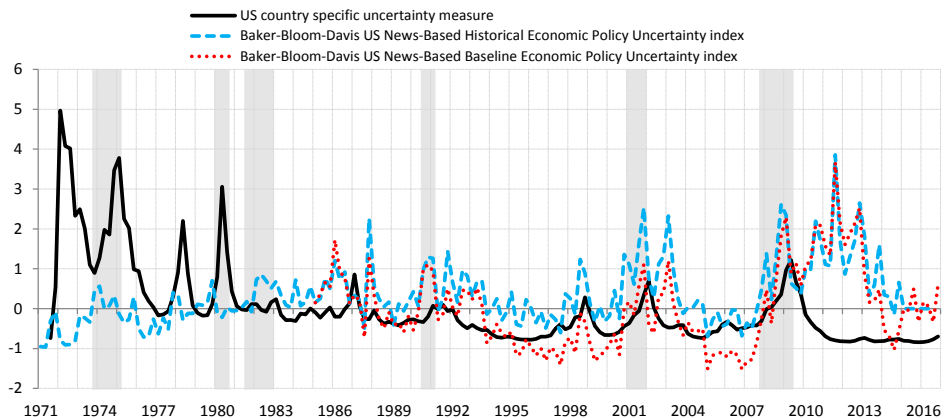 US country specific uncertainty measure
Baker-Bloom-Davis US News-Based Historical Economic Policy Uncertainty index
Baker-Bloom-Davis US News-Based Baseline Economic Policy Uncertainty index
6
5
4
3
2
1
0
-1
-2
1971 1974 1977 1980 1983 1986 1989 1992 1995 1998 2001 2004 2007 2010 2013 2016